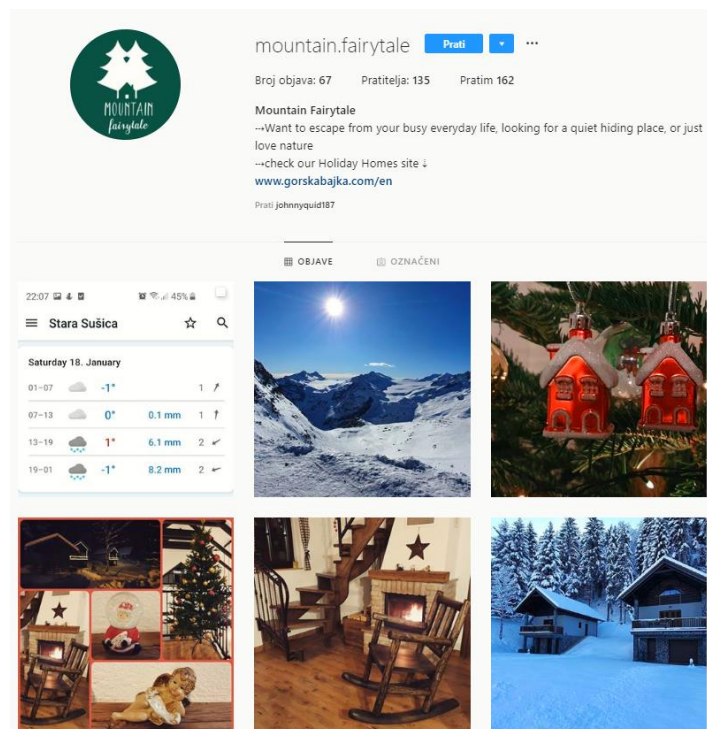 MOUNTAIN
fairytale
mountain.fairytale Prati
Broj objava: 67 Pratitelja: 135 Pratim 162
Mountain Fairytale
⤏Want to escape from your busy everyday life, looking for a quiet hiding place, or just
love nature
⤏check our Holiday Homes site ⇣
www.gorskabajka.com/en
Prati johnnyquid187
OBJAVE OZNAČENI
22:07 45%
Stara Sušica
Saturday 18. January
01-07 -1° 1
07-13 0° 0.1 mm 1
13-19 1° 6.1 mm 2
19-01 -1° 8.2 mm 2